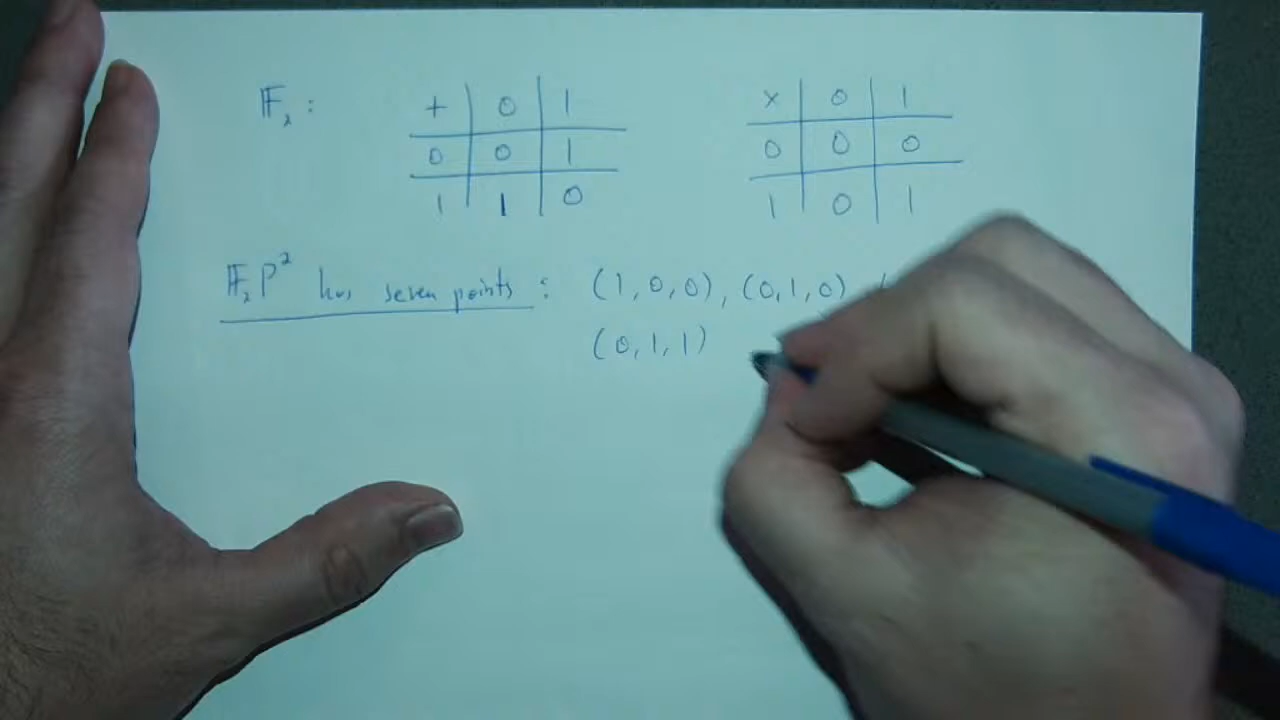 𝔽₂ : + 0 1 × 0 1
0 0 1 0 0 0
1 1 0 1 0 1
𝔽₂P² has seven points : (1,0,0), (0,1,0)
(0,1,1)